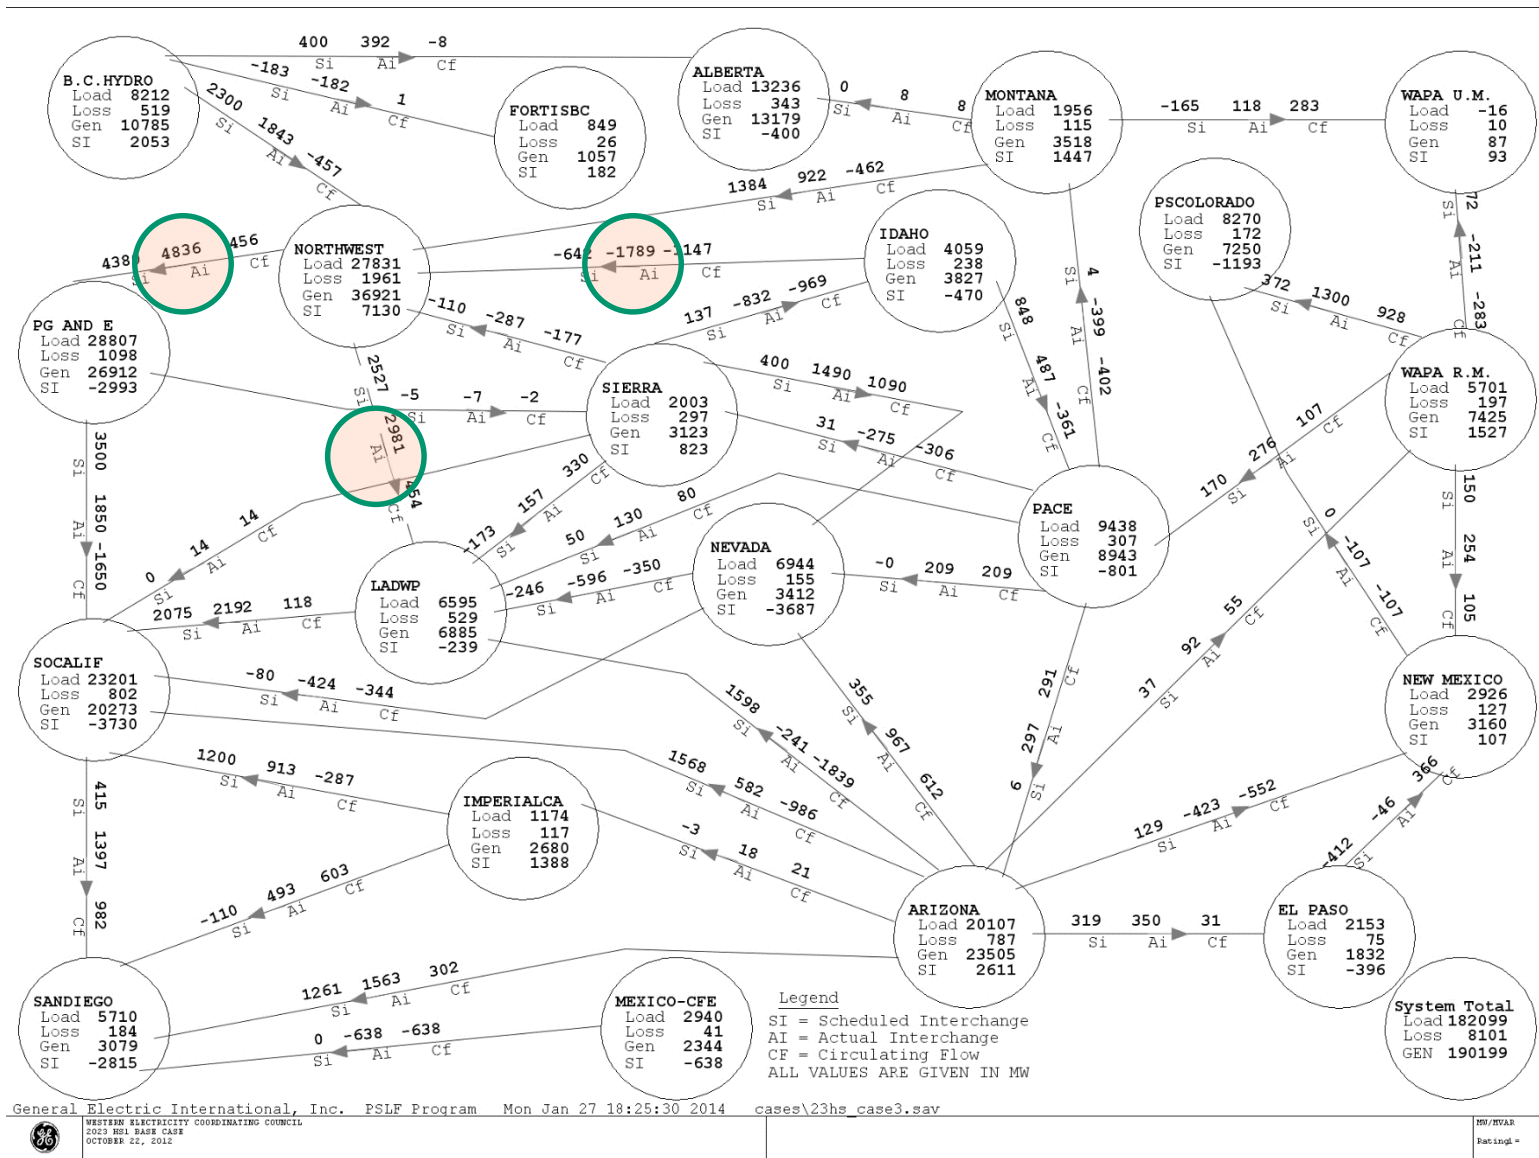 400 392 -8
Si Ai Cf
-183 -182 1
Si Ai Cf
2300 1843 -457
Si Ai Cf
B.C.HYDRO
Load 8212
Loss 519
Gen 10785
SI 2053
FORTISBC
Load 849
Loss 26
Gen 1057
SI 182
ALBERTA
Load 13236
Loss 343
Gen 13179
SI -400
0 8 8
Si Ai Cf
MONTANA
Load 1956
Loss 115
Gen 3518
SI 1447
-165 118 283
Si Ai Cf
WAPA U.M.
Load -16
Loss 10
Gen 87
SI 93
1384 922 -462
Si Ai Cf
4836 456
Si Ai Cf
NORTHWEST
Load 27831
Loss 1961
Gen 36921
SI 7130
-642 -1789 -1147
Si Ai Cf
IDAHO
Load 4059
Loss 238
Gen 3827
SI -470
PSCOLORADO
Load 8270
Loss 172
Gen 7250
SI -1193
72 -211 -283
Si Ai Cf
372 1300 928
Si Ai Cf
137 -832 -969
Si Ai Cf
-110 -287 -177
Si Ai Cf
4 -399 -402
Si Ai Cf
848 487 -361
Si Ai Cf
PG AND E
Load 28807
Loss 1098
Gen 26912
SI -2993
2527 2981 454
Si Ai Cf
-5 -7 -2
Si Ai Cf
SIERRA
Load 2003
Loss 297
Gen 3123
SI 823
400 1490 1090
Si Ai Cf
31 -275 -306
Si Ai Cf
WAPA R.M.
Load 5701
Loss 197
Gen 7425
SI 1527
170 276 107
Si Ai Cf
3500 1850 -1650
Si Ai Cf
0 14 14
Si Ai Cf
-173 157 330
Si Ai Cf
50 130 80
Si Ai Cf
PACE
Load 9438
Loss 307
Gen 8943
SI -801
0 -107 -107
Si Ai Cf
150 254 105
Si Ai Cf
LADWP
Load 6595
Loss 529
Gen 6885
SI -239
-246 -596 -350
Si Ai Cf
NEVADA
Load 6944
Loss 155
Gen 3412
SI -3687
-0 209 209
Si Ai Cf
2075 2192 118
Si Ai Cf
37 92 55
Si Ai Cf
SOCALIF
Load 23201
Loss 802
Gen 20273
SI -3730
-80 -424 -344
Si Ai Cf
1598 -241 -1839
Si Ai Cf
355 967 612
Si Ai Cf
6 297 291
Si Ai Cf
NEW MEXICO
Load 2926
Loss 127
Gen 3160
SI 107
1200 913 -287
Si Ai Cf
1568 582 -986
Si Ai Cf
415 1397 982
Si Ai Cf
IMPERIALCA
Load 1174
Loss 117
Gen 2680
SI 1388
-3 18 21
Si Ai Cf
129 -423 -552
Si Ai Cf
-412 -46 366
Si Ai Cf
-110 493 603
Si Ai Cf
ARIZONA
Load 20107
Loss 787
Gen 23505
SI 2611
319 350 31
Si Ai Cf
EL PASO
Load 2153
Loss 75
Gen 1832
SI -396
1261 1563 302
Si Ai Cf
SANDIEGO
Load 5710
Loss 184
Gen 3079
SI -2815
0 -638 -638
Si Ai Cf
MEXICO-CFE
Load 2940
Loss 41
Gen 2344
SI -638
Legend
SI = Scheduled Interchange
AI = Actual Interchange
CF = Circulating Flow
ALL VALUES ARE GIVEN IN MW
System Total
Load 182099
Loss 8101
GEN 190199
General Electric International, Inc. PSLF Program Mon Jan 27 18:25:30 2014 cases\23hs_case3.sav
WESTERN ELECTRICITY COORDINATING COUNCIL
2023 HS1 BASE CASE
OCTOBER 22, 2012
MW/MVAR
Rating1 =